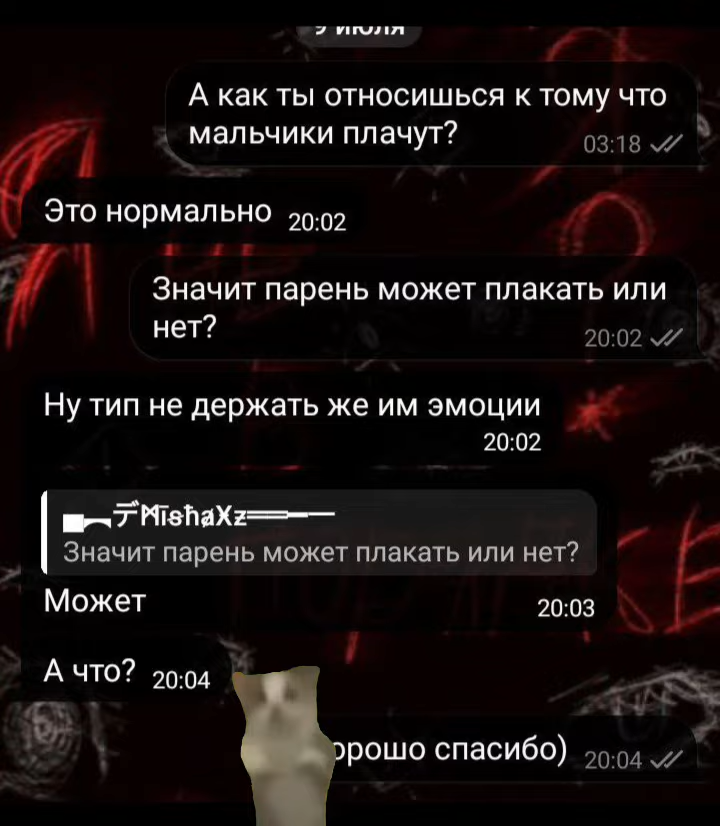 9 июля
А как ты относишься к тому что
мальчики плачут?
03:18
Это нормально 20:02
Значит парень может плакать или
нет?
20:02
Ну тип не держать же им эмоции
20:02
Значит парень может плакать или нет?
Может 20:03
А что? 20:04
спасибо) 20:04